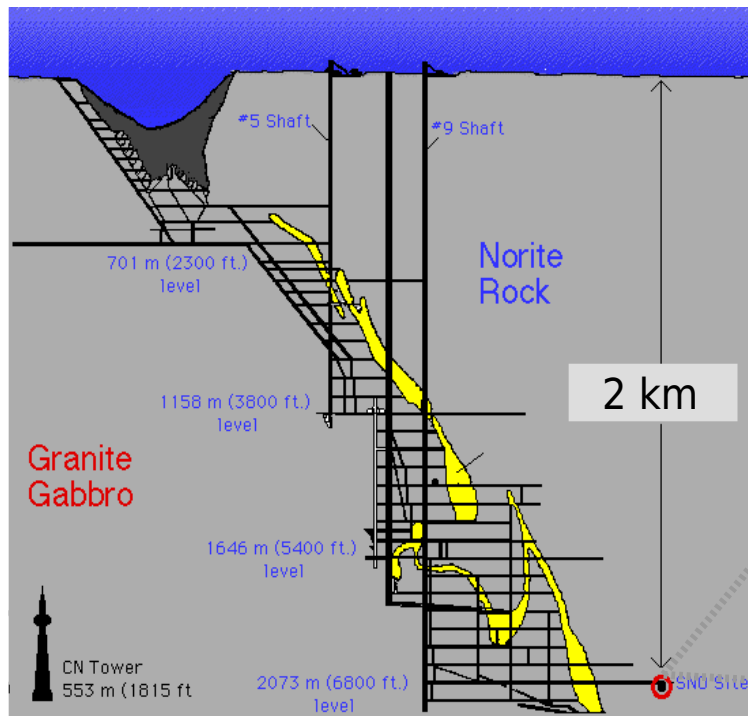 #5 Shaft
#9 Shaft
701 m (2300 ft.)
level
Norite
Rock
2 km
1158 m (3800 ft.)
level
Granite
Gabbro
1646 m (5400 ft.)
level
CN Tower
553 m (1815 ft
2073 m (6800 ft.)
level
SNO Site